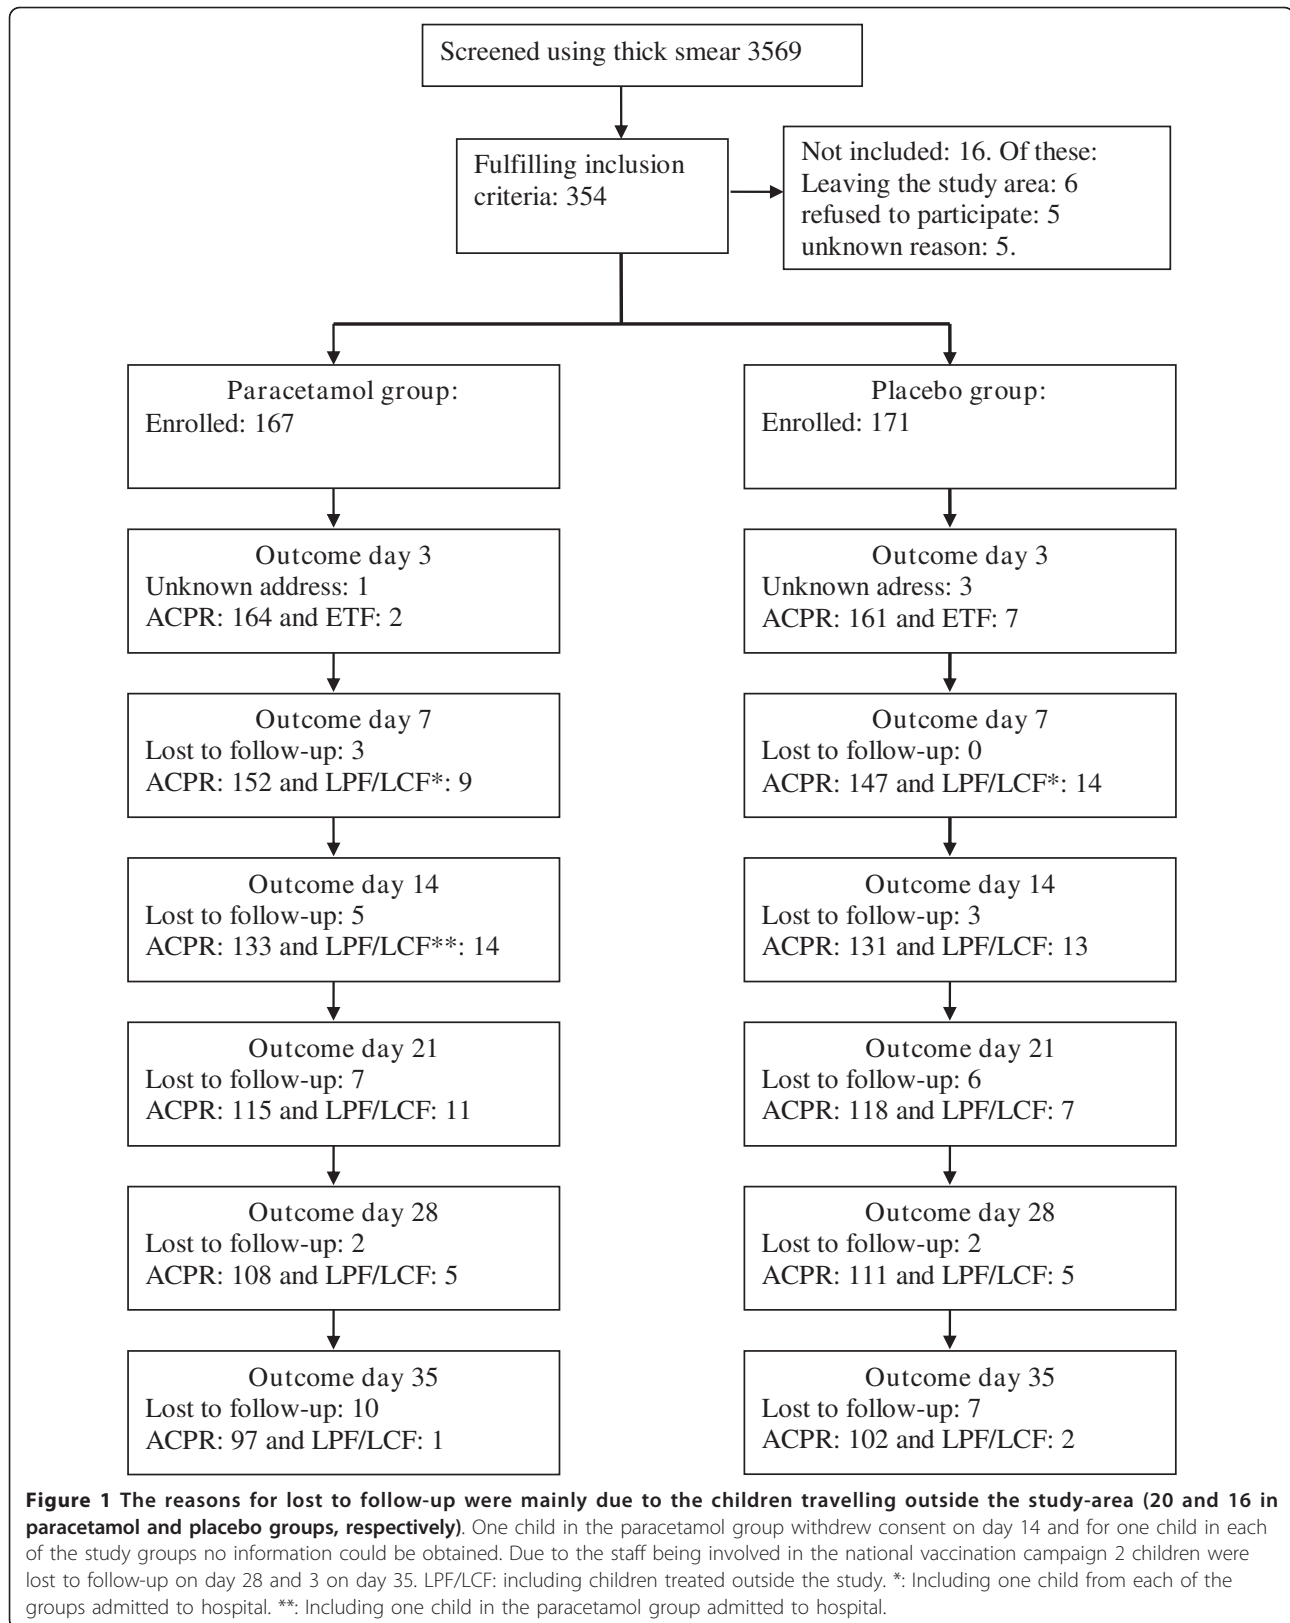 Screened using thick smear 3569
Fulfilling inclusion
criteria: 354
Not included: 16. Of these:
Leaving the study area: 6
refused to participate: 5
unknown reason: 5.
Paracetamol group:
Enrolled: 167
Placebo group:
Enrolled: 171
Outcome day 3
Unknown address: 1
ACPR: 164 and ETF: 2
Outcome day 3
Unknown adress: 3
ACPR: 161 and ETF: 7
Outcome day 7
Lost to follow-up: 3
ACPR: 152 and LPF/LCF*: 9
Outcome day 7
Lost to follow-up: 0
ACPR: 147 and LPF/LCF*: 14
Outcome day 14
Lost to follow-up: 5
ACPR: 133 and LPF/LCF**: 14
Outcome day 14
Lost to follow-up: 3
ACPR: 131 and LPF/LCF: 13
Outcome day 21
Lost to follow-up: 7
ACPR: 115 and LPF/LCF: 11
Outcome day 21
Lost to follow-up: 6
ACPR: 118 and LPF/LCF: 7
Outcome day 28
Lost to follow-up: 2
ACPR: 108 and LPF/LCF: 5
Outcome day 28
Lost to follow-up: 2
ACPR: 111 and LPF/LCF: 5
Outcome day 35
Lost to follow-up: 10
ACPR: 97 and LPF/LCF: 1
Outcome day 35
Lost to follow-up: 7
ACPR: 102 and LPF/LCF: 2
Figure 1 The reasons for lost to follow-up were mainly due to the children travelling outside the study-area (20 and 16 in
paracetamol and placebo groups, respectively). One child in the paracetamol group withdrew consent on day 14 and for one child in each
of the study groups no information could be obtained. Due to the staff being involved in the national vaccination campaign 2 children were
lost to follow-up on day 28 and 3 on day 35. LPF/LCF: including children treated outside the study. *: Including one child from each of the
groups admitted to hospital. **: Including one child in the paracetamol group admitted to hospital.